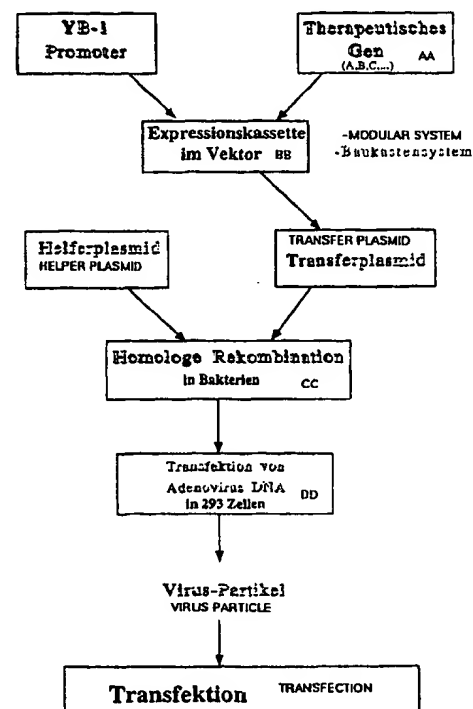 YB-1
Promoter
Therapeutisches
Gen AA
(A,B,C,...)
Expressionskassette
im Vektor BB
-MODULAR SYSTEM
-Baukastensystem
Helferplasmid
HELPER PLASMID
TRANSFER PLASMID
Transferplasmid
Homologe Rekombination
in Bakterien CC
Transfektion von
Adenovirus DNA
in 293 Zellen DD
Virus-Partikel
VIRUS PARTICLE
Transfektion TRANSFECTION